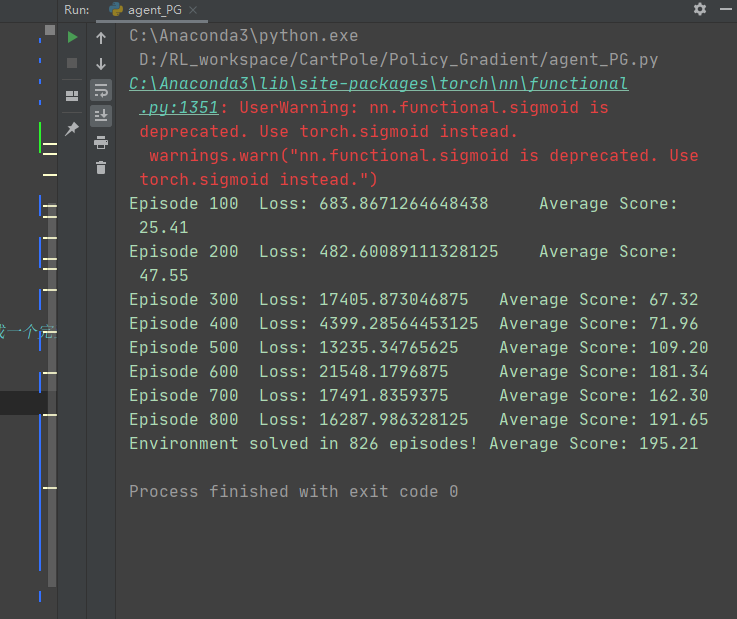 Run: agent_PG
C:\Anaconda3\python.exe
D:/RL_workspace/CartPole/Policy_Gradient/agent_PG.py
C:\Anaconda3\lib\site-packages\torch\nn\functional
.py:1351: UserWarning: nn.functional.sigmoid is
deprecated. Use torch.sigmoid instead.
warnings.warn("nn.functional.sigmoid is deprecated. Use
torch.sigmoid instead.")
Episode 100 Loss: 683.8671264648438 Average Score:
25.41
Episode 200 Loss: 482.60089111328125 Average Score:
47.55
Episode 300 Loss: 17405.873046875 Average Score: 67.32
一个完
Episode 400 Loss: 4399.28564453125 Average Score: 71.96
Episode 500 Loss: 13235.34765625 Average Score: 109.20
Episode 600 Loss: 21548.1796875 Average Score: 181.34
Episode 700 Loss: 17491.8359375 Average Score: 162.30
Episode 800 Loss: 16287.986328125 Average Score: 191.65
Environment solved in 826 episodes! Average Score: 195.21
Process finished with exit code 0